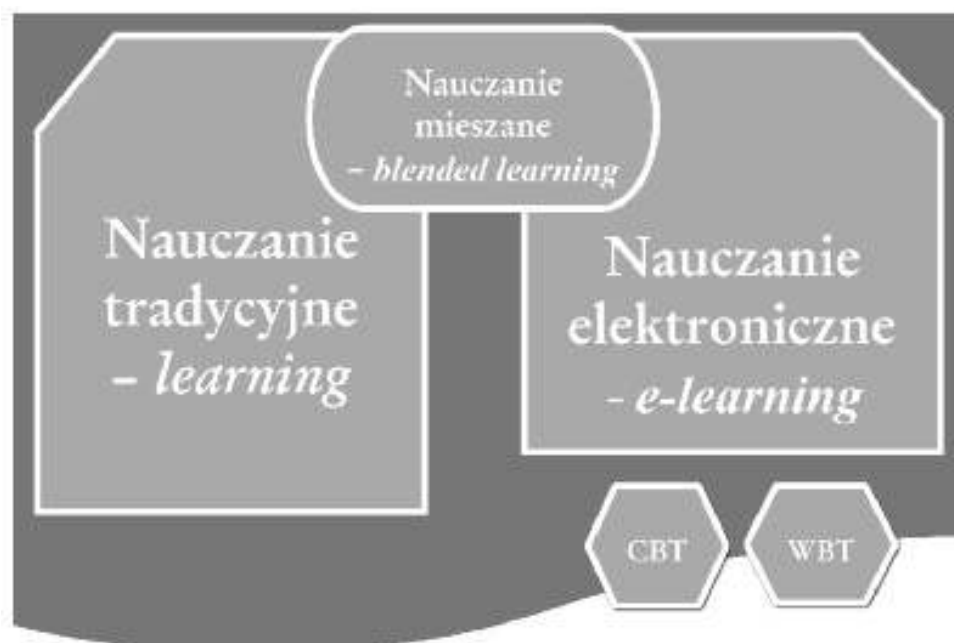 Nauczanie
mieszane
– blended learning
Nauczanie
tradycyjne
– learning
Nauczanie
elektroniczne
- e-learning
CBT
WBT